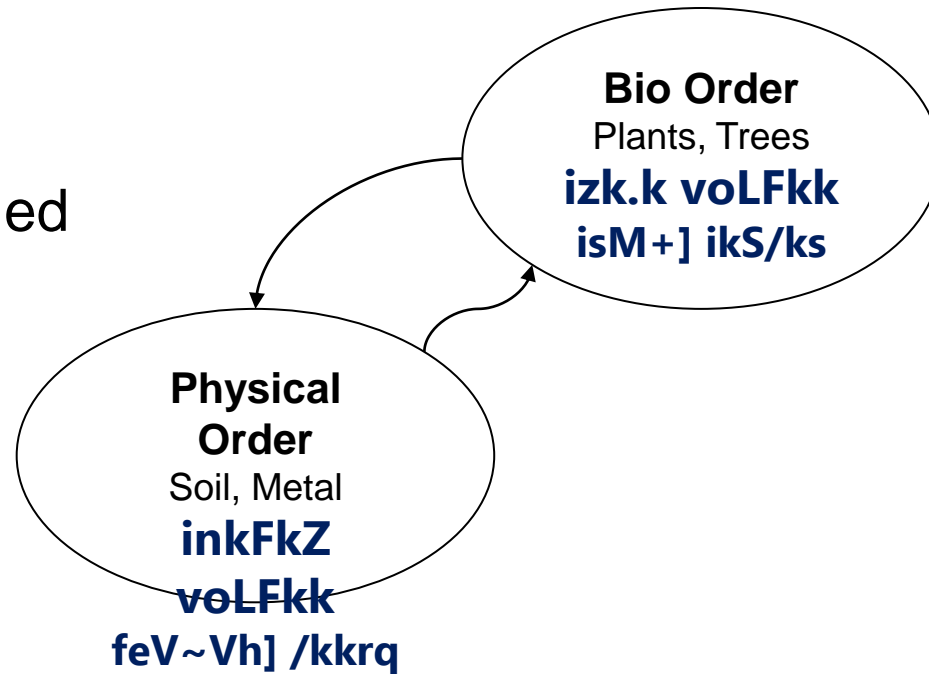 Bio Order
Plants, Trees
izk.k voLFkk
isM+] ikS/ks
ed
Physical
Order
Soil, Metal
inkFkZ
voLFkk
feV~Vh] /kkrq